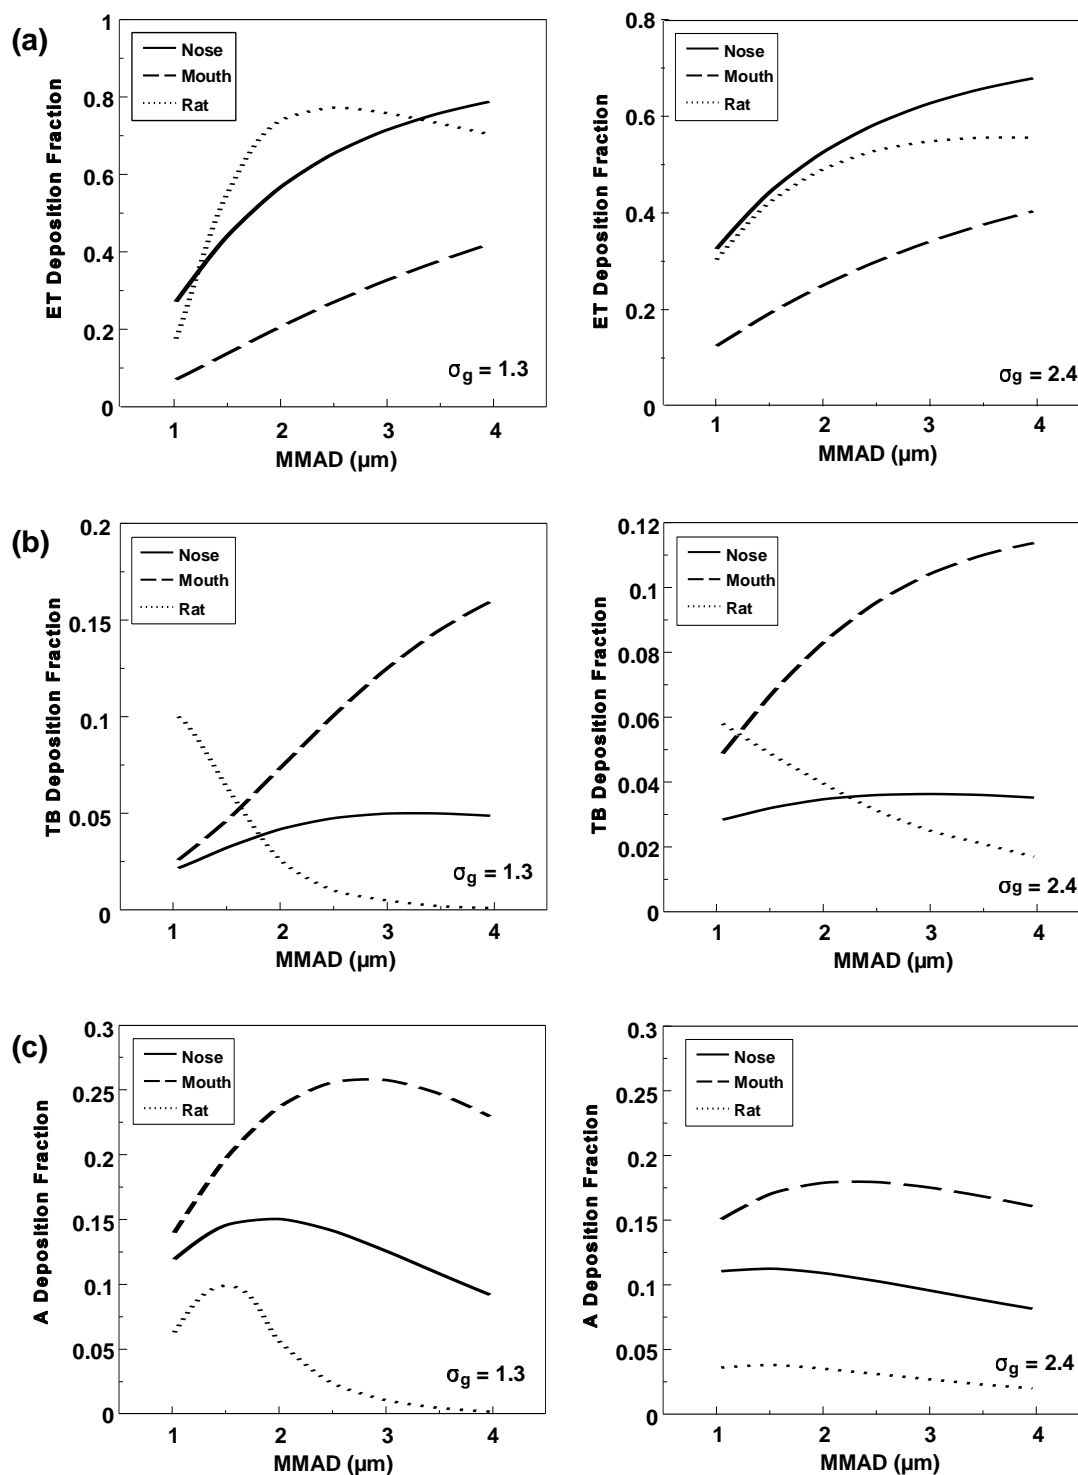 (a)
1
0.8
0.6
0.4
0.2
0
ET Deposition Fraction
Nose
Mouth
Rat
σg = 1.3
1 2 3 4
MMAD (µm)
0.8
0.6
0.4
0.2
0
ET Deposition Fraction
Nose
Mouth
Rat
σg = 2.4
1 2 3 4
MMAD (µm)
(b)
0.2
0.15
0.1
0.05
0
TB Deposition Fraction
Nose
Mouth
Rat
σg = 1.3
1 2 3 4
MMAD (µm)
0.12
0.1
0.08
0.06
0.04
0.02
0
TB Deposition Fraction
Nose
Mouth
Rat
σg = 2.4
1 2 3 4
MMAD (µm)
(c)
0.3
0.25
0.2
0.15
0.1
0.05
0
A Deposition Fraction
Nose
Mouth
Rat
σg = 1.3
1 2 3 4
MMAD (µm)
0.3
0.25
0.2
0.15
0.1
0.05
0
A Deposition Fraction
Nose
Mouth
Rat
σg = 2.4
1 2 3 4
MMAD (µm)